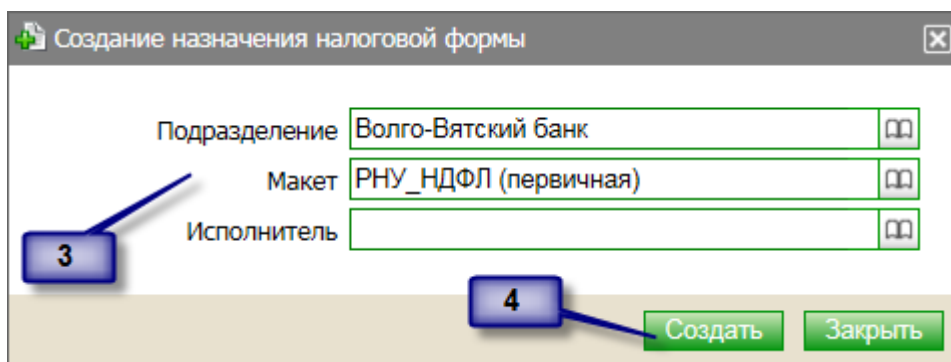 Создание назначения налоговой формы
Подразделение Волго-Вятский банк
Макет РНУ_НДФЛ (первичная)
Исполнитель
3
4
Создать Закрыть